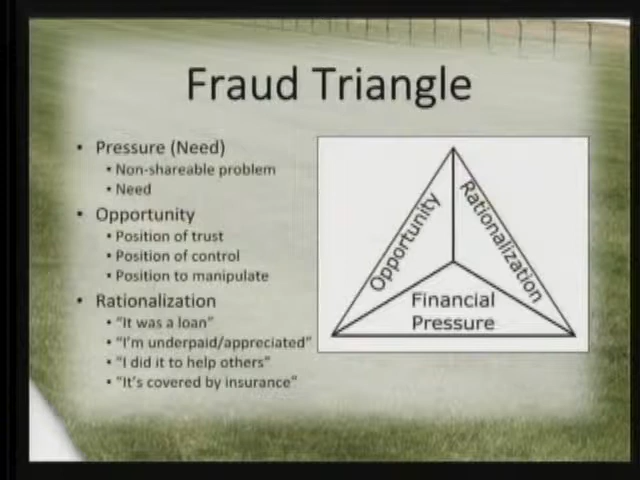 Fraud Triangle
• Pressure (Need)
• Non-shareable problem
• Need
• Opportunity
• Position of trust
• Position of control
• Position to manipulate
• Rationalization
• "It was a loan"
• "I'm underpaid/appreciated"
• "I did it to help others"
• "It's covered by insurance"
Opportunity
Rationalization
Financial
Pressure